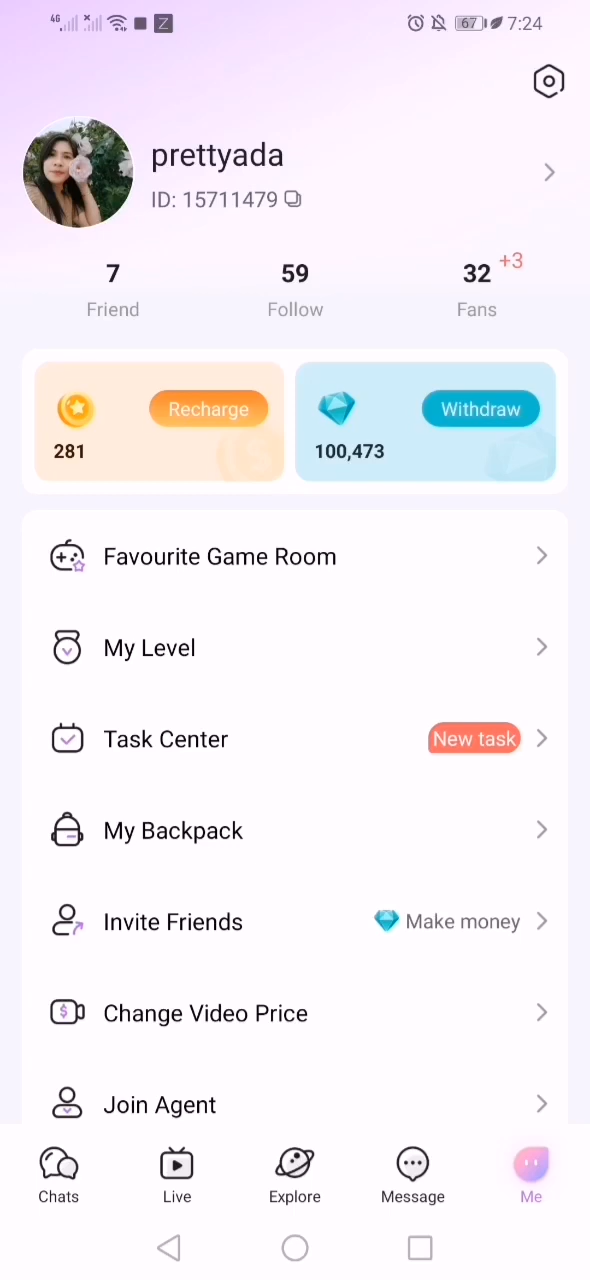 4G 67 7:24
prettyada
ID: 15711479
7 59 32 +3
Friend Follow Fans
Recharge Withdraw
281 100,473
Favourite Game Room
My Level
Task Center New task
My Backpack
Invite Friends Make money
Change Video Price
Join Agent
Chats Live Explore Message Me